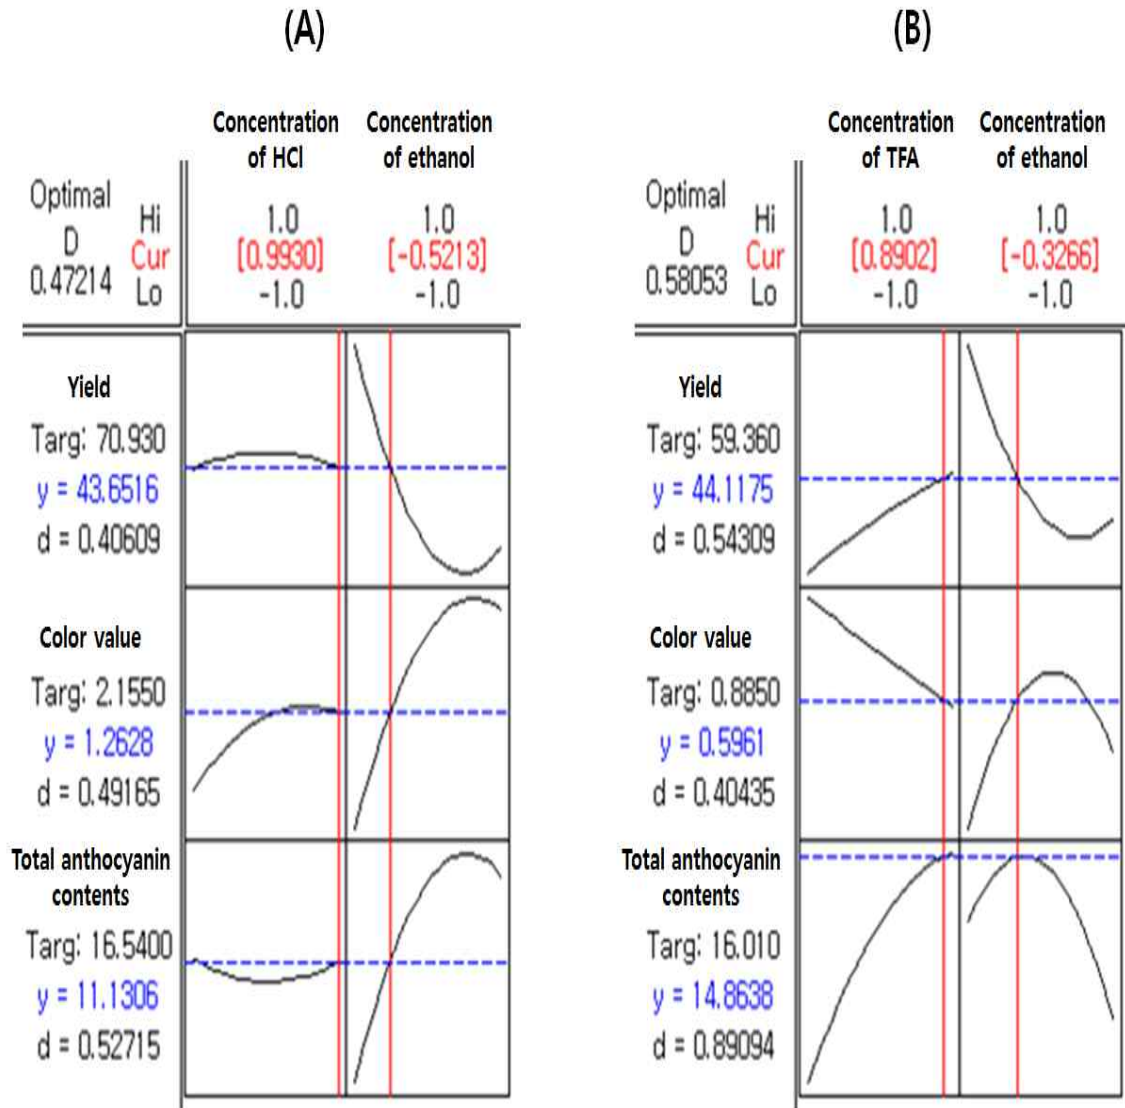 (A)
Concentration
of HCl
Concentration
of ethanol
Optimal
D
0.47214
Hi
Cur
Lo
1.0
[0.9930]
-1.0
1.0
[-0.5213]
-1.0
Yield
Targ: 70.930
y = 43.6516
d = 0.40609
Color value
Targ: 2.1550
y = 1.2628
d = 0.49165
Total anthocyanin
contents
Targ: 16.5400
y = 11.1306
d = 0.52715
(B)
Concentration
of TFA
Concentration
of ethanol
Optimal
D
0.58053
Hi
Cur
Lo
1.0
[0.8902]
-1.0
1.0
[-0.3266]
-1.0
Yield
Targ: 59.360
y = 44.1175
d = 0.54309
Color value
Targ: 0.8850
y = 0.5961
d = 0.40435
Total anthocyanin
contents
Targ: 16.010
y = 14.8638
d = 0.89094